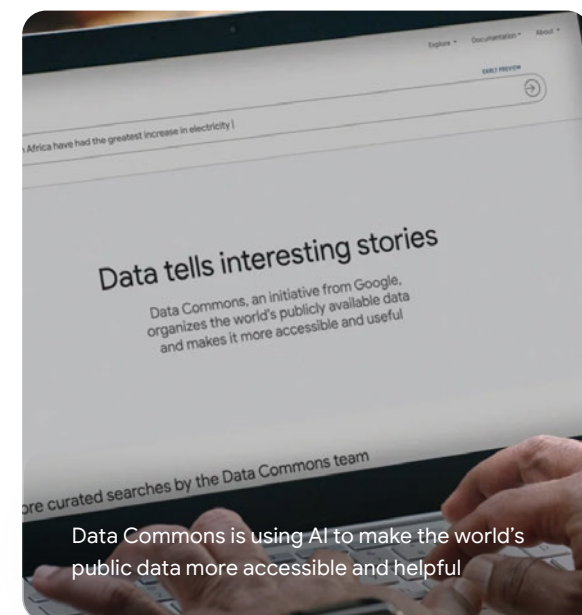 Explore Documentation About
EARLY PREVIEW
Africa have had the greatest increase in electricity |
Data tells interesting stories
Data Commons, an initiative from Google,
organizes the world's publicly available data
and makes it more accessible and useful
curated searches by the Data Commons team
Data Commons is using AI to make the world's
public data more accessible and helpful